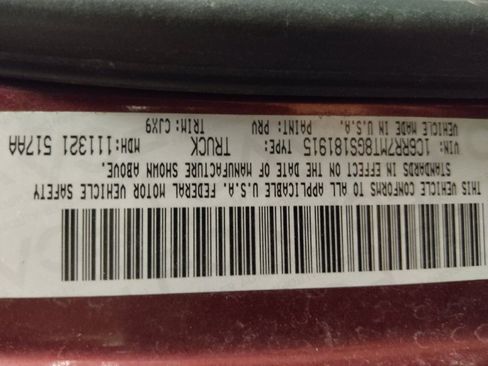 THIS VEHICLE CONFORMS TO ALL APPLICABLE U.S.A. FEDERAL MOTOR VEHICLE SAFETY
STANDARDS IN EFFECT ON THE DATE OF MANUFACTURE SHOWN ABOVE.
VIN: 1C6RR7MT8GS181915 TYPE: TRUCK MDH: 111321 517AA
VEHICLE MADE IN U.S.A. PAINT: PRV TRIM: CJX9